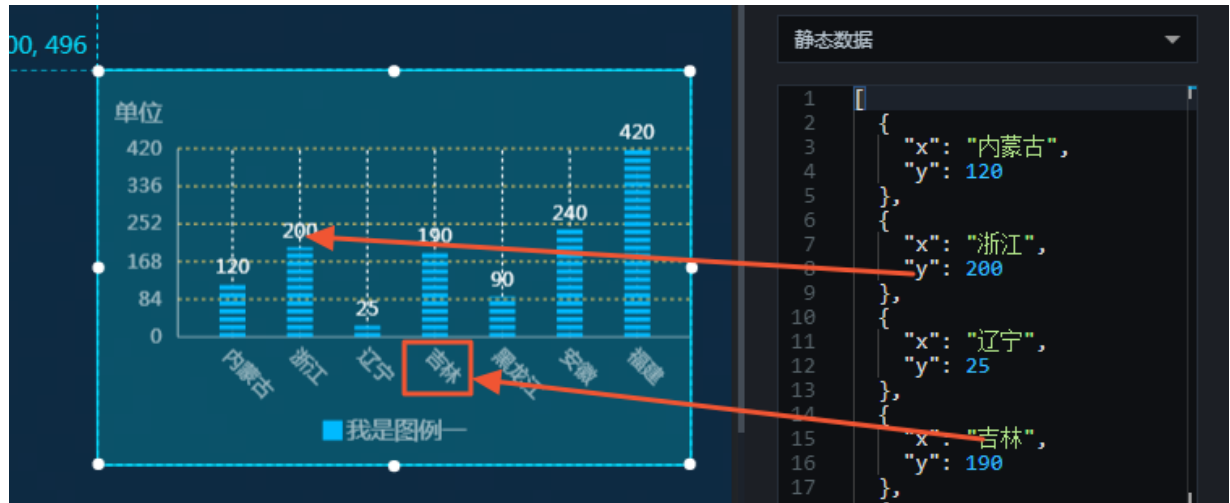 00, 496
单位
420
336
252
168
84
0
120
200
25
190
90
240
420
内蒙古
浙江
辽宁
吉林
黑龙江
安徽
福建
我是图例一
静态数据
1 [
2 {
3 "x": "内蒙古",
4 "y": 120
5 },
6 {
7 "x": "浙江",
8 "y": 200
9 },
10 {
11 "x": "辽宁",
12 "y": 25
13 },
14 {
15 "x": "吉林",
16 "y": 190
17 },